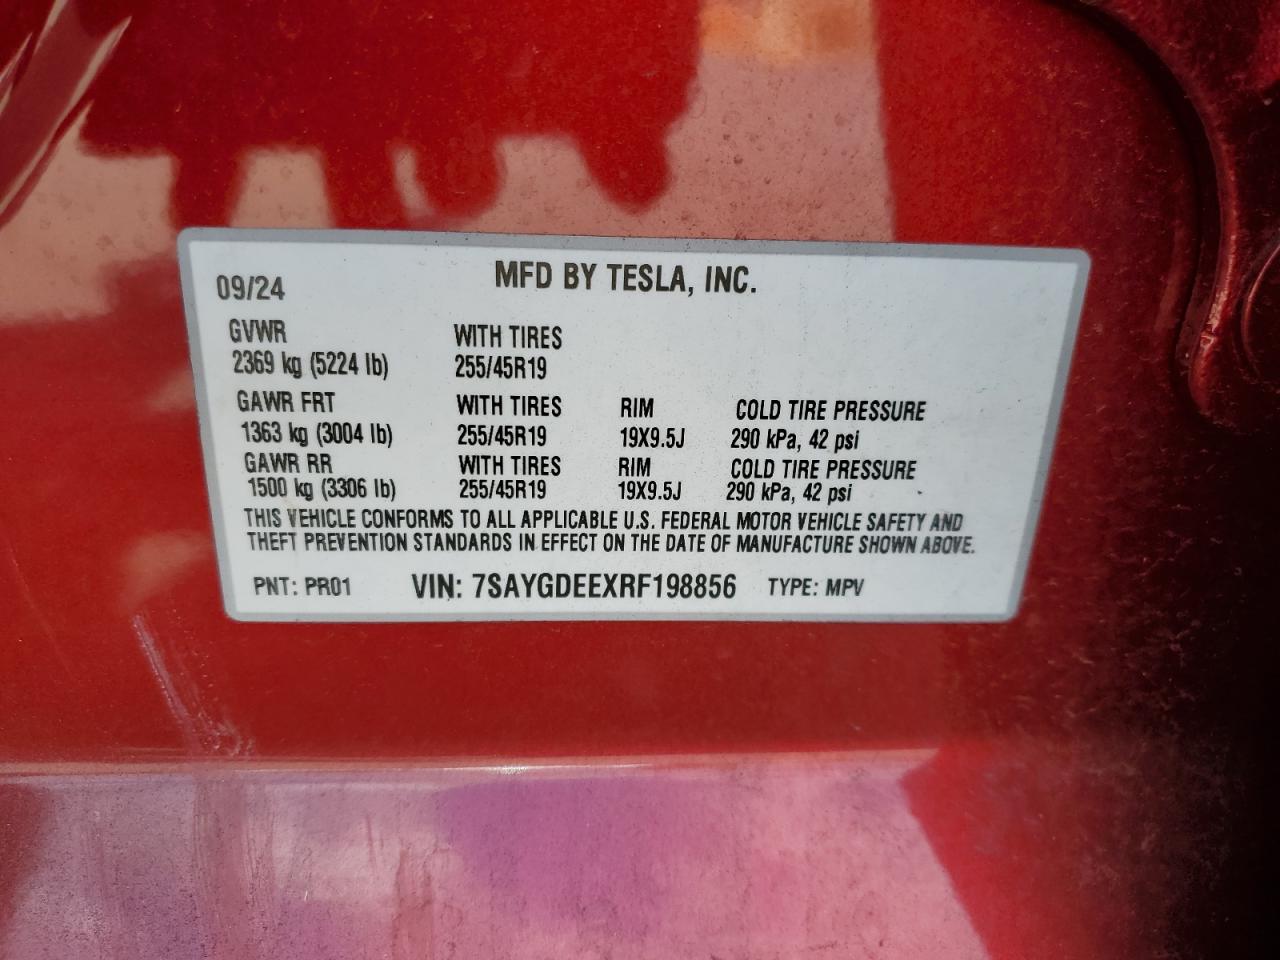 09/24 MFD BY TESLA, INC.
GVWR WITH TIRES
2369 kg (5224 lb) 255/45R19
GAWR FRT WITH TIRES RIM COLD TIRE PRESSURE
1363 kg (3004 lb) 255/45R19 19X9.5J 290 kPa, 42 psi
GAWR RR WITH TIRES RIM COLD TIRE PRESSURE
1500 kg (3306 lb) 255/45R19 19X9.5J 290 kPa, 42 psi
THIS VEHICLE CONFORMS TO ALL APPLICABLE U.S. FEDERAL MOTOR VEHICLE SAFETY AND
THEFT PREVENTION STANDARDS IN EFFECT ON THE DATE OF MANUFACTURE SHOWN ABOVE.
PNT: PR01 VIN: 7SAYGDEEXRF198856 TYPE: MPV